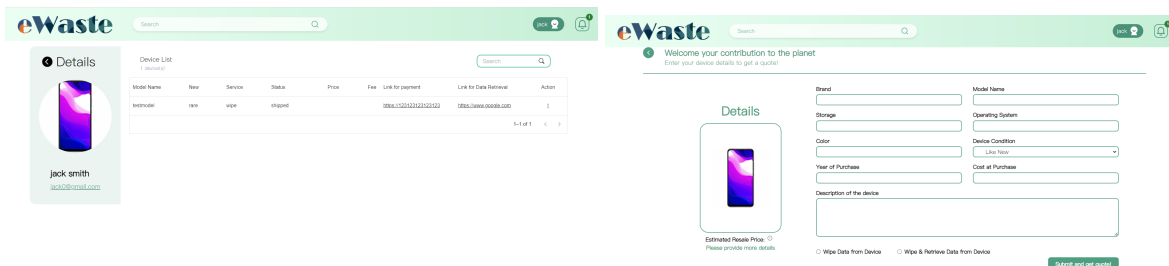 eWaste
Search
jack
Details
jack smith
jack0@gmail.com
Device List
1 device(s)
Search
Model Name New Service Status Price Fee Link for payment Link for Data Retrieval Action
testmodel rare wipe shipped https://123123123123123 https://www.google.com
1–1 of 1
eWaste
Search
jack
Welcome your contribution to the planet
Enter your device details to get a quote!
Details
Estimated Resale Price:
Please provide more details
Brand Model Name
Storage Operating System
Color Device Condition
Like New
Year of Purchase Cost at Purchase
Description of the device
Wipe Data from Device Wipe & Retrieve Data from Device
Submit and get quote!